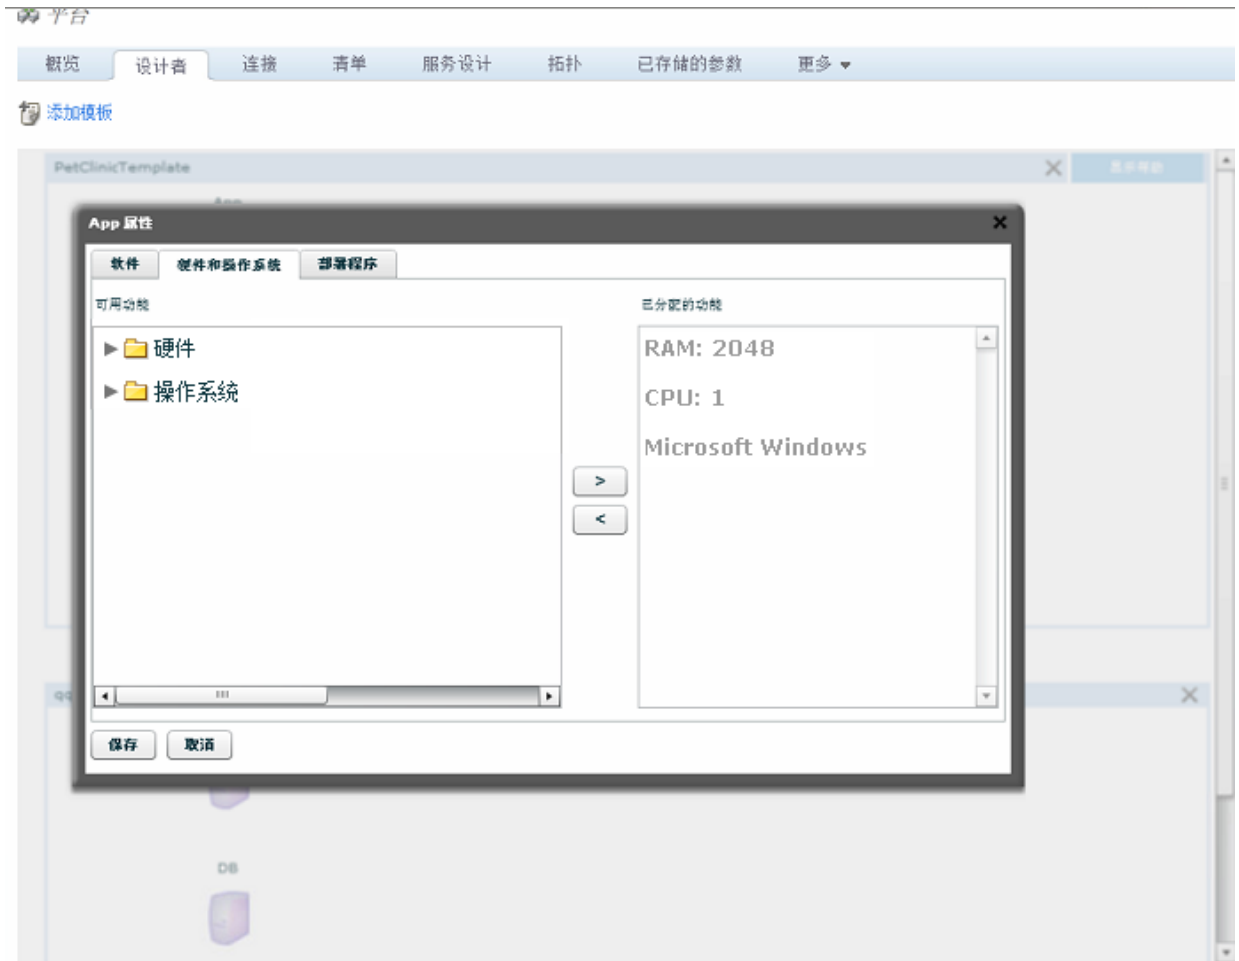 平台
概览 设计者 连接 清单 服务设计 拓扑 已存储的参数 更多
添加模板
PetClinicTemplate
App
App 属性
软件 硬件和操作系统 部署程序
可用功能 已分配的功能
硬件
操作系统
RAM: 2048
CPU: 1
Microsoft Windows
>
<
保存 取消
DB